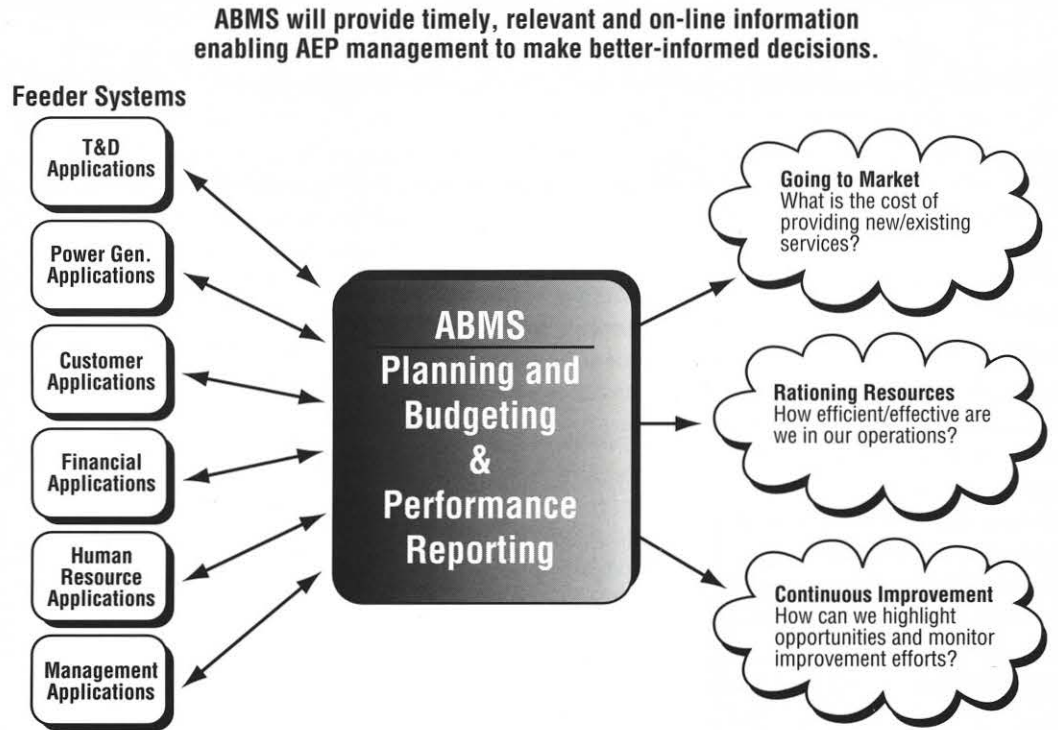 ABMS will provide timely, relevant and on-line information
enabling AEP management to make better-informed decisions.
Feeder Systems
T&D
Applications
Power Gen.
Applications
Customer
Applications
Financial
Applications
Human
Resource
Applications
Management
Applications
ABMS
Planning and
Budgeting
&
Performance
Reporting
Going to Market
What is the cost of
providing new/existing
services?
Rationing Resources
How efficient/effective are
we in our operations?
Continuous Improvement
How can we highlight
opportunities and monitor
improvement efforts?